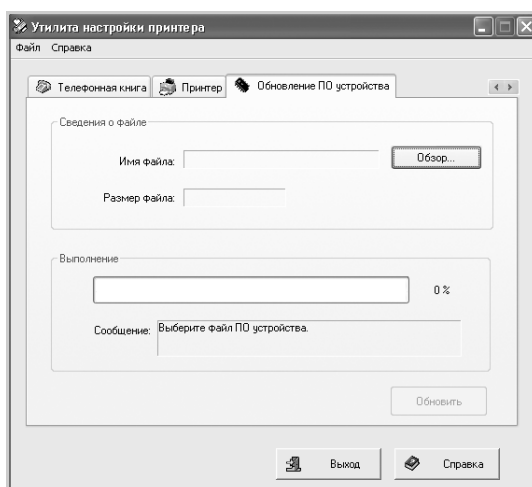 Утилита настройки принтера
Файл Справка
Телефонная книга Принтер Обновление ПО устройства
Сведения о файле
Имя файла: Обзор...
Размер файла:
Выполнение
0 %
Сообщение: Выберите файл ПО устройства.
Обновить
Выход Справка